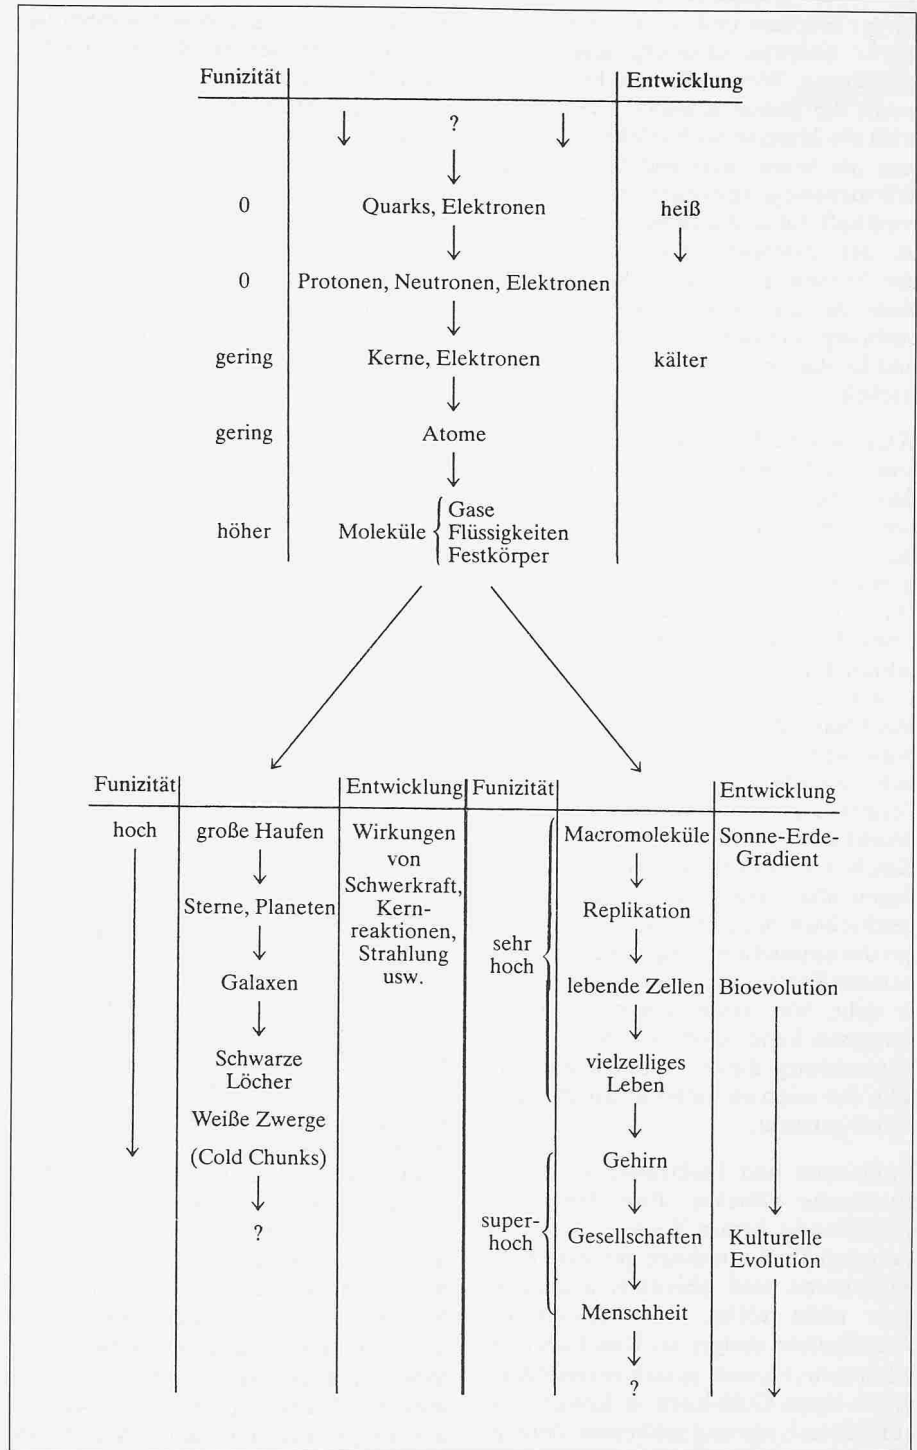 Funizität Entwicklung
?
0 Quarks, Elektronen heiß
0 Protonen, Neutronen, Elektronen
gering Kerne, Elektronen kälter
gering Atome
höher Moleküle Gase
Flüssigkeiten
Festkörper
Funizität Entwicklung
hoch große Haufen Wirkungen
von
Schwerkraft,
Kern-
reaktionen,
Strahlung
usw.
Sterne, Planeten
Galaxen
Schwarze
Löcher
Weiße Zwerge
(Cold Chunks)
?
Funizität Entwicklung
sehr
hoch
Macromoleküle Sonne-Erde-
Gradient
Replikation
lebende Zellen Bioevolution
vielzelliges
Leben
super-
hoch
Gehirn
Gesellschaften Kulturelle
Evolution
Menschheit
?